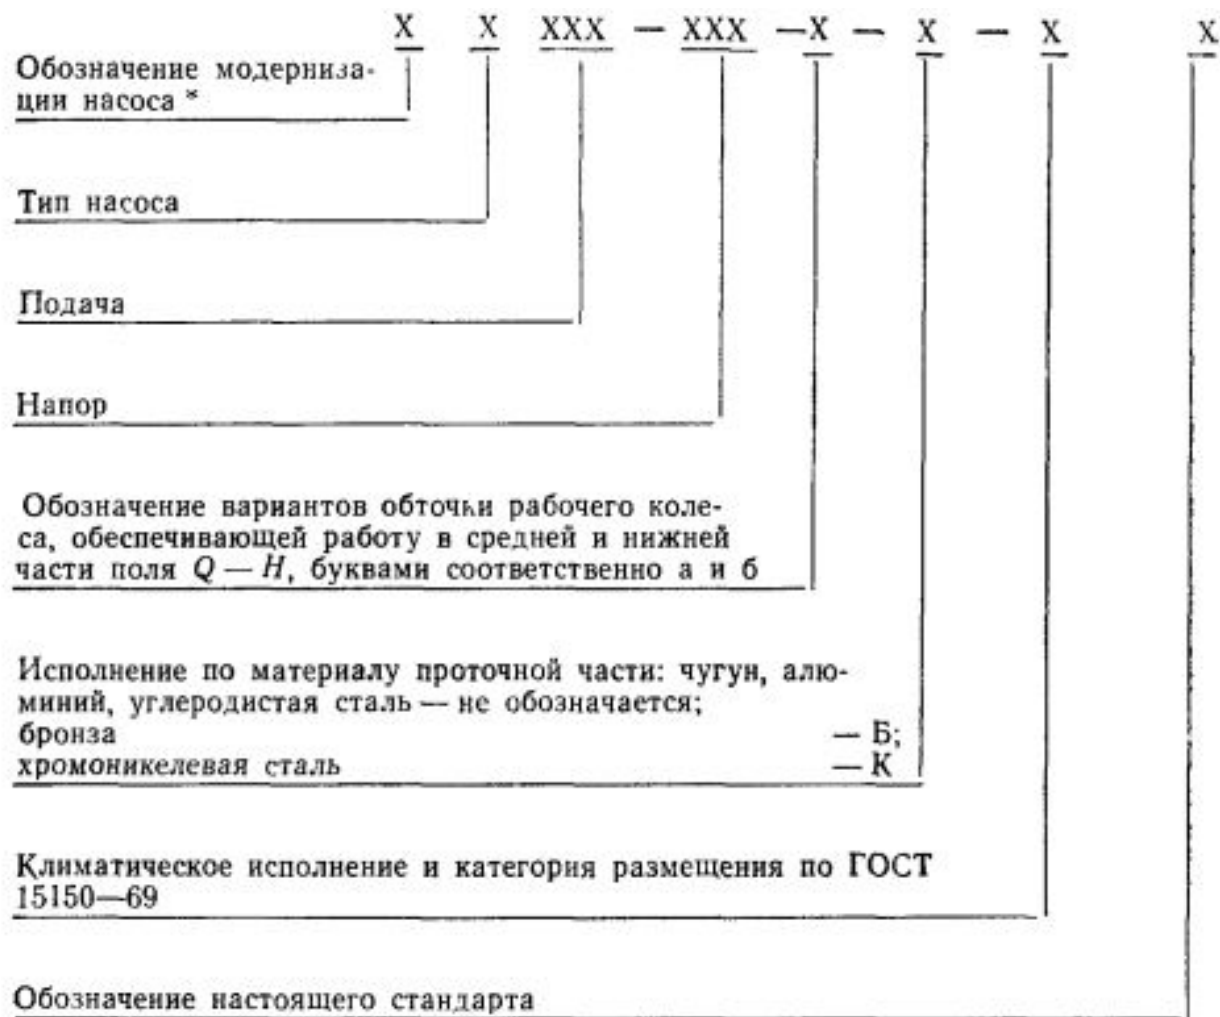 X X XXX — XXX —X — X — X X
Обозначение модерниза-
ции насоса *
Тип насоса
Подача
Напор
Обозначение вариантов обточки рабочего коле-
са, обеспечивающей работу в средней и нижней
части поля Q — H, буквами соответственно а и б
Исполнение по материалу проточной части: чугун, алю-
миний, углеродистая сталь — не обозначается;
бронза — Б;
хромоникелевая сталь — К
Климатическое исполнение и категория размещения по ГОСТ
15150—69
Обозначение настоящего стандарта